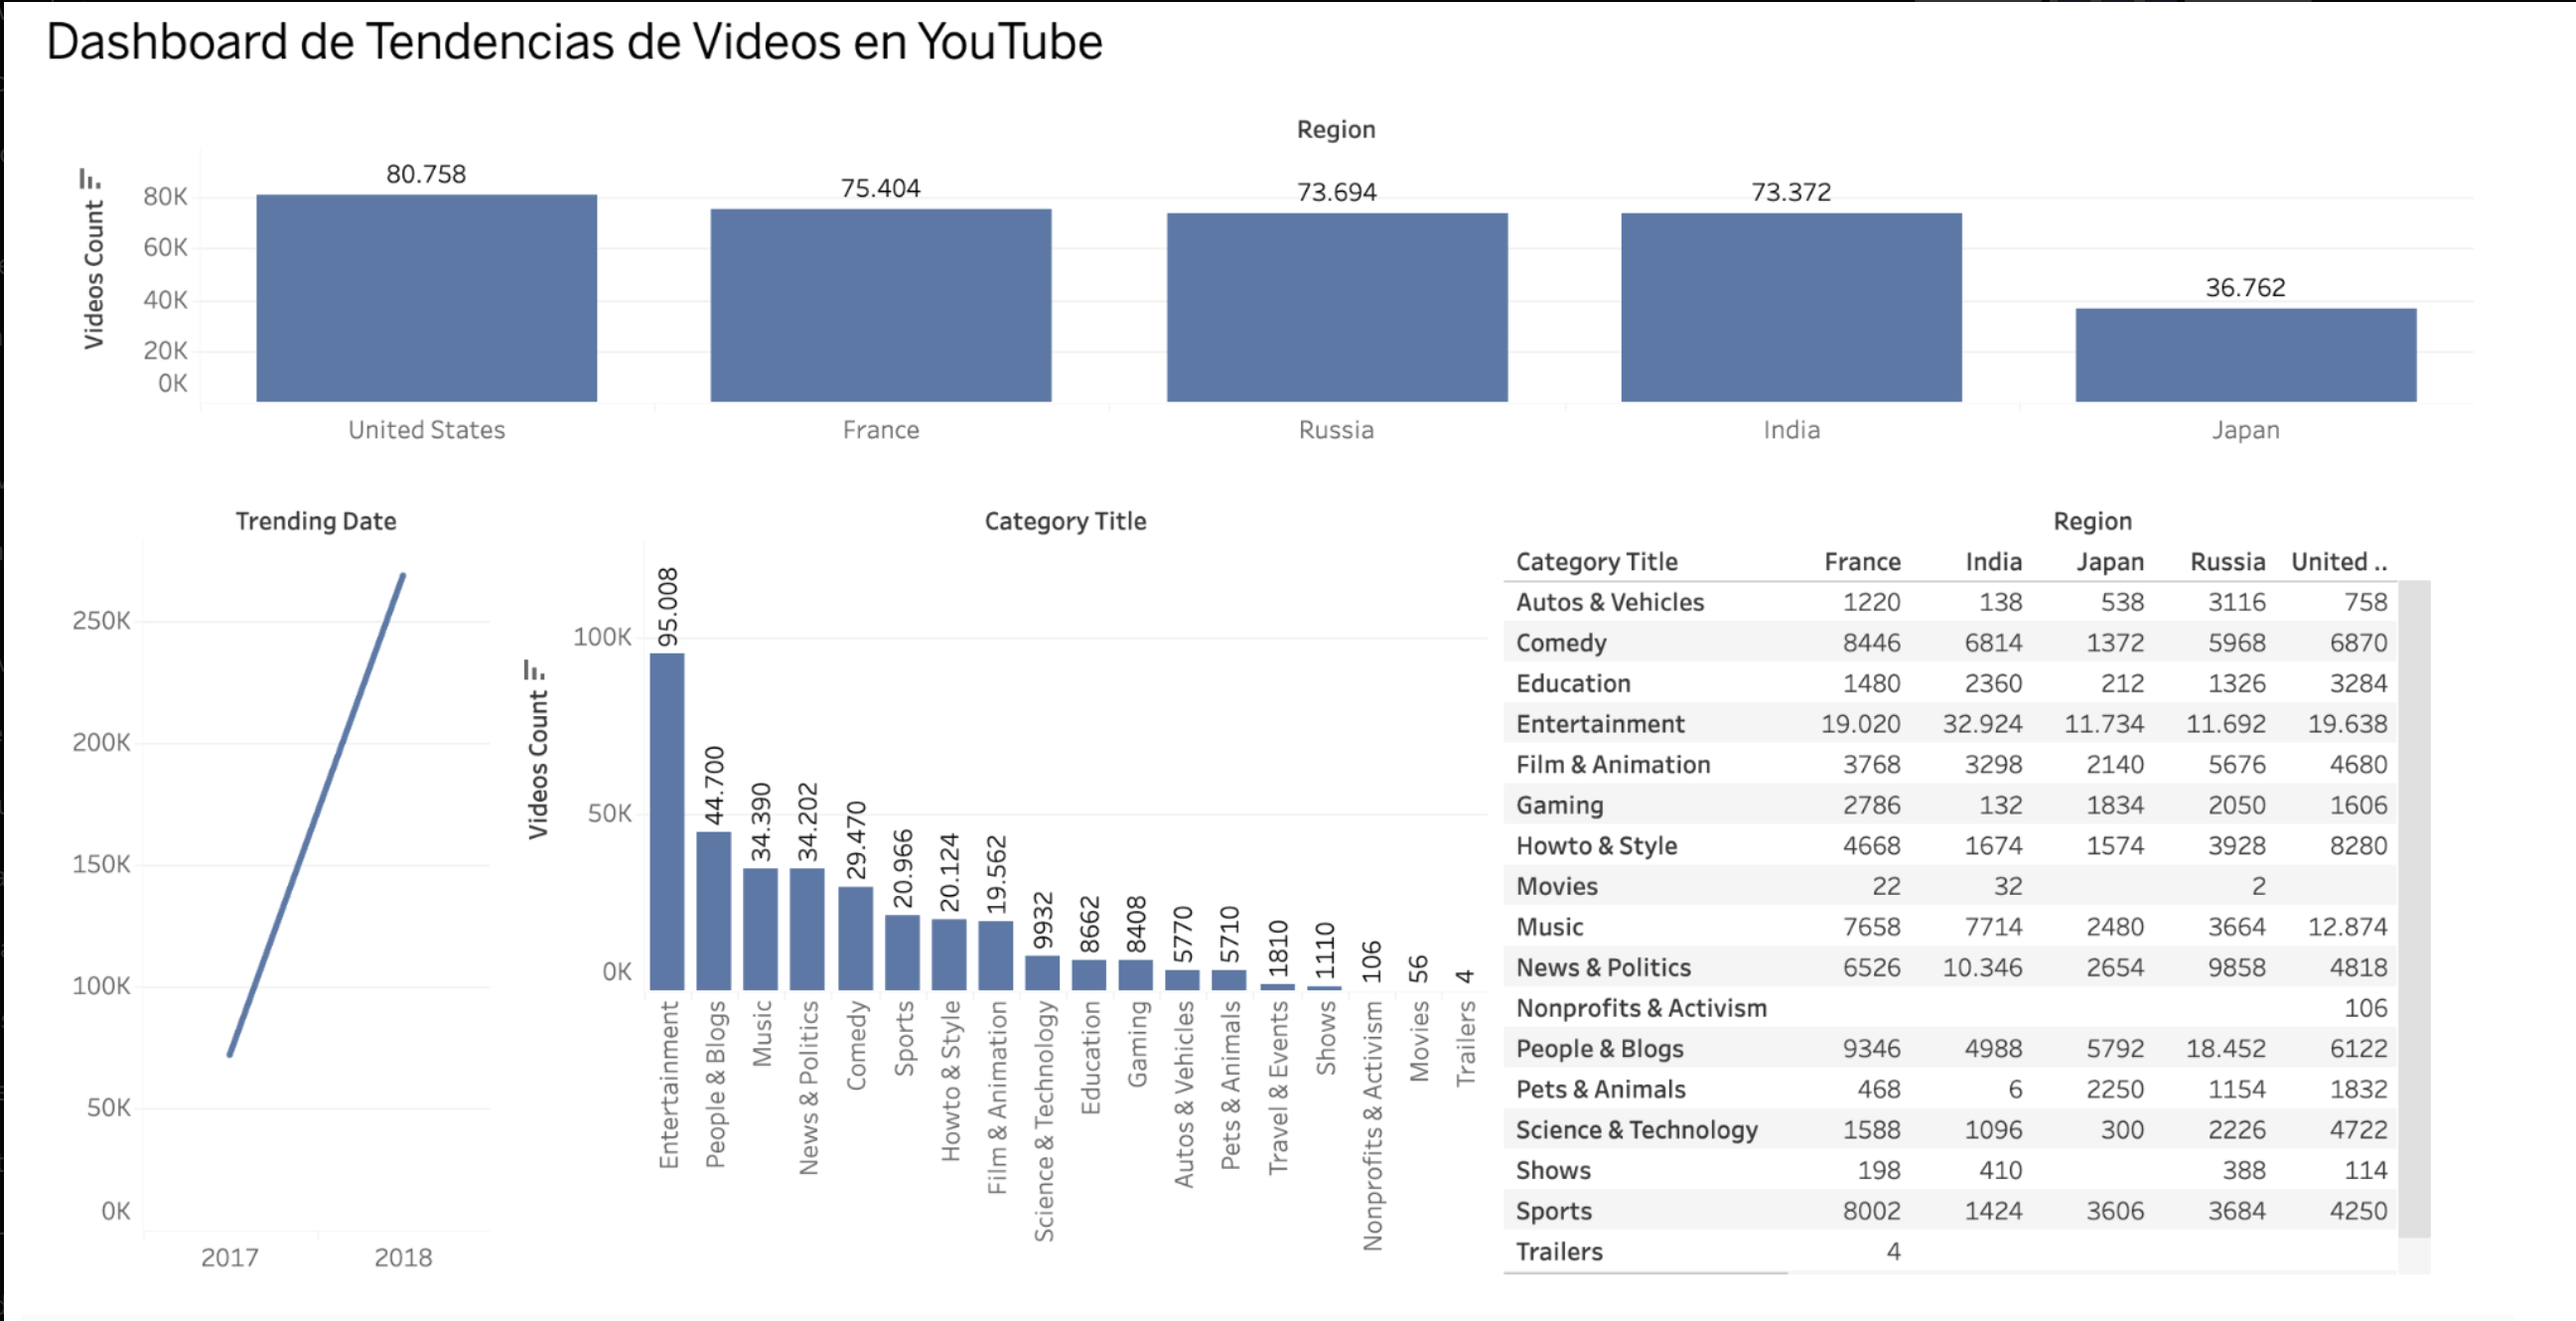 Dashboard de Tendencias de Videos en YouTube
Region
Videos Count
80K
60K
40K
20K
0K
80.758
75.404
73.694
73.372
36.762
United States
France
Russia
India
Japan
Trending Date
250K
200K
150K
100K
50K
0K
2017
2018
Category Title
Videos Count
100K
50K
0K
95.008
44.700
34.390
34.202
29.470
20.966
20.124
19.562
9932
8662
8408
5770
5710
1810
1110
106
56
4
Entertainment
People & Blogs
Music
News & Politics
Comedy
Sports
Howto & Style
Film & Animation
Science & Technology
Education
Gaming
Autos & Vehicles
Pets & Animals
Travel & Events
Shows
Nonprofits & Activism
Movies
Trailers
Region
Category Title France India Japan Russia United ..
Autos & Vehicles 1220 138 538 3116 758
Comedy 8446 6814 1372 5968 6870
Education 1480 2360 212 1326 3284
Entertainment 19.020 32.924 11.734 11.692 19.638
Film & Animation 3768 3298 2140 5676 4680
Gaming 2786 132 1834 2050 1606
Howto & Style 4668 1674 1574 3928 8280
Movies 22 32 2
Music 7658 7714 2480 3664 12.874
News & Politics 6526 10.346 2654 9858 4818
Nonprofits & Activism 106
People & Blogs 9346 4988 5792 18.452 6122
Pets & Animals 468 6 2250 1154 1832
Science & Technology 1588 1096 300 2226 4722
Shows 198 410 388 114
Sports 8002 1424 3606 3684 4250
Trailers 4